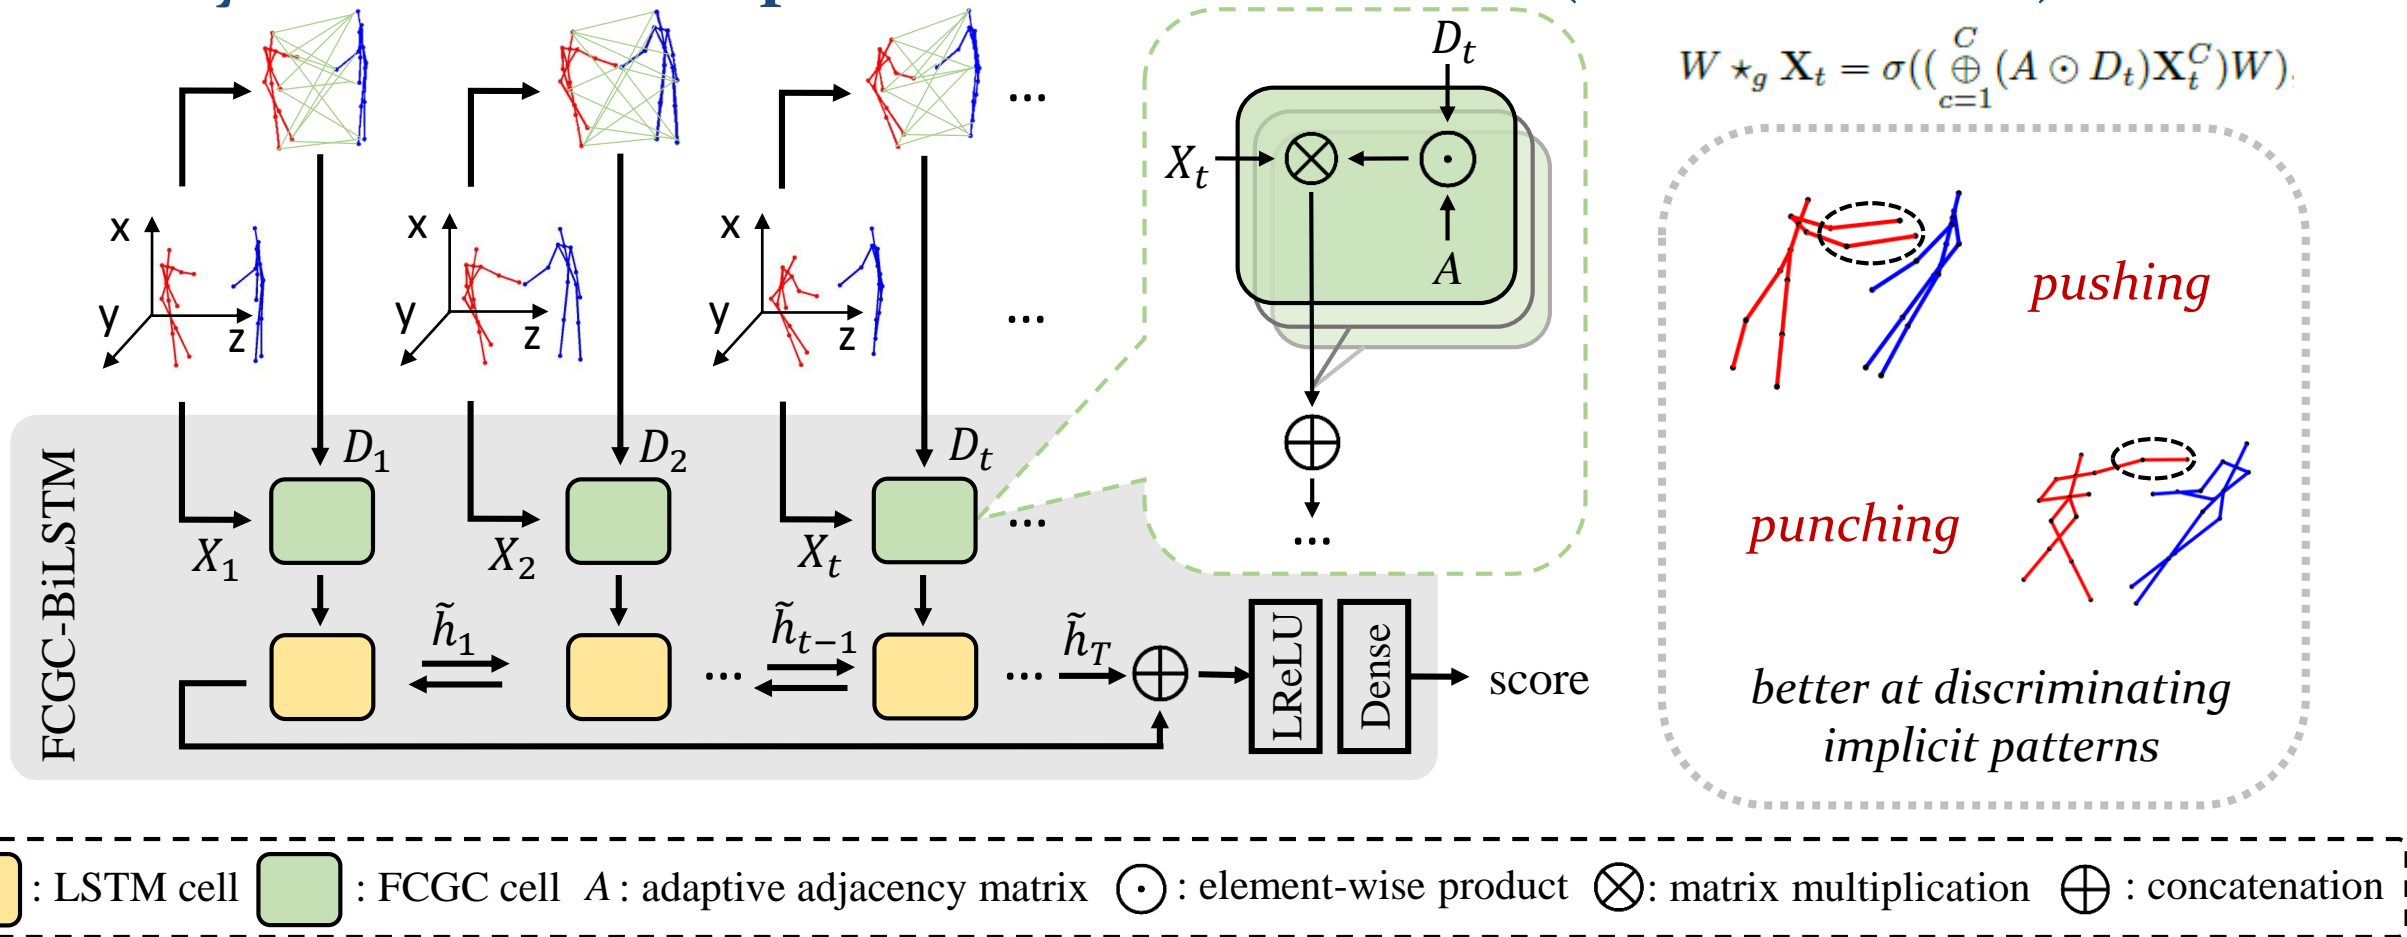 W ⋆g Xt = σ(( ⊕ (A ⊙ Dt)Xt^C)W).
C
c=1
Dt
Xt
A
...
x
y
z
x
y
z
x
y
z
...
...
pushing
punching
better at discriminating
implicit patterns
FCGC-BiLSTM
D1
D2
Dt
X1
X2
Xt
...
...
h̃1
h̃t−1
h̃T
...
...
LReLU
Dense
score
: LSTM cell
: FCGC cell
A : adaptive adjacency matrix
: element-wise product
: matrix multiplication
: concatenation